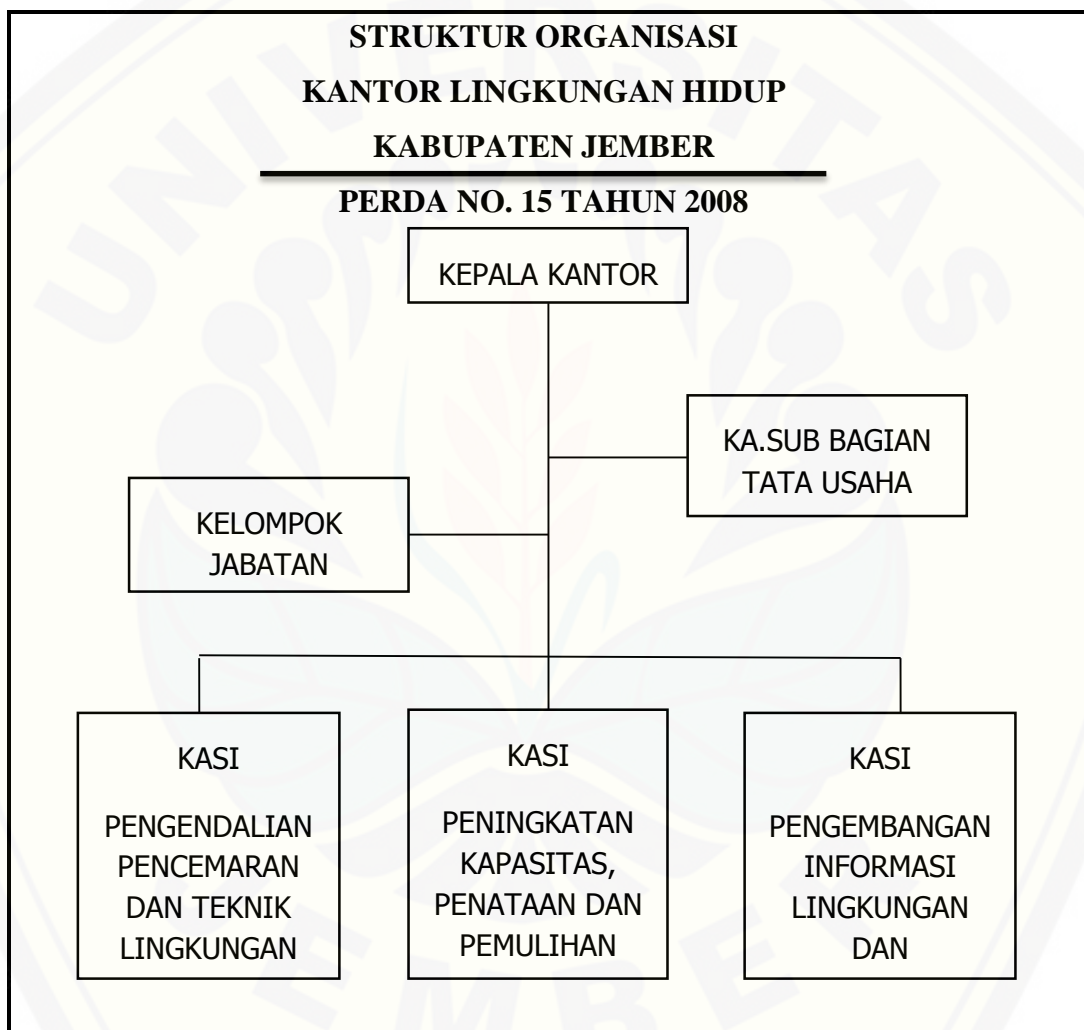 STRUKTUR ORGANISASI
KANTOR LINGKUNGAN HIDUP
KABUPATEN JEMBER
PERDA NO. 15 TAHUN 2008
KEPALA KANTOR
KA.SUB BAGIAN
TATA USAHA
KELOMPOK
JABATAN
KASI
PENGENDALIAN
PENCEMARAN
DAN TEKNIK
LINGKUNGAN
KASI
PENINGKATAN
KAPASITAS,
PENATAAN DAN
PEMULIHAN
KASI
PENGEMBANGAN
INFORMASI
LINGKUNGAN
DAN
UNIVERSITAS
JEMBER